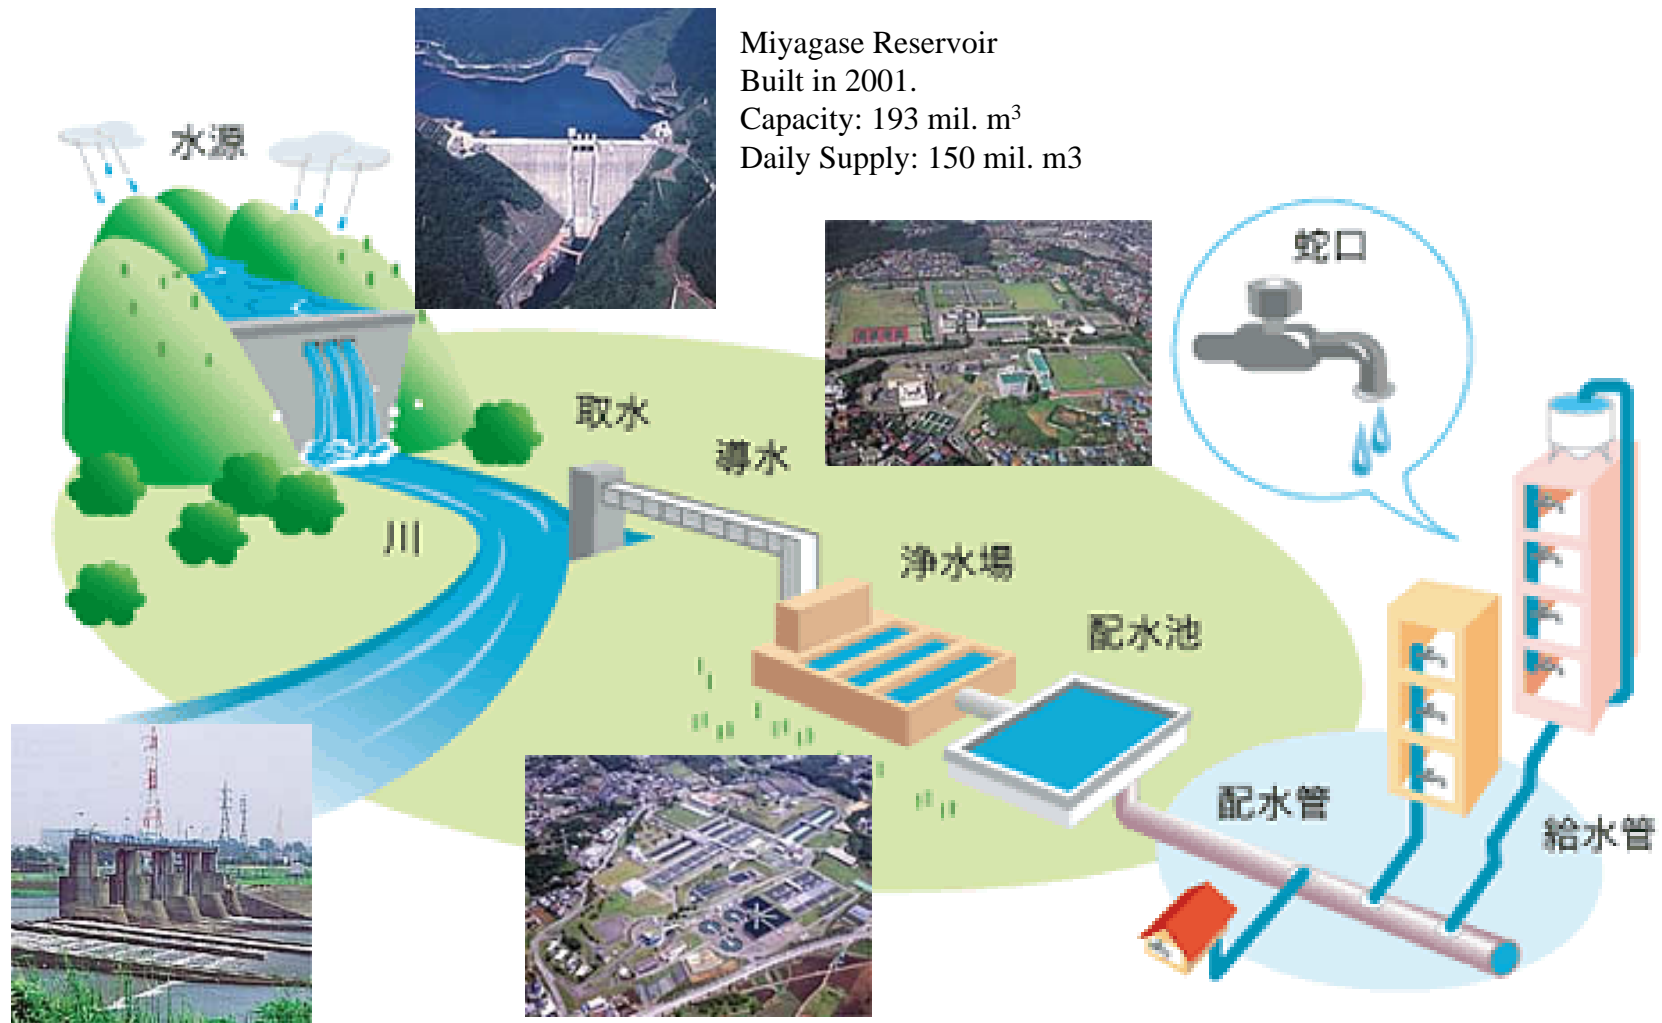 Miyagase Reservoir
Built in 2001.
Capacity: 193 mil. m³
Daily Supply: 150 mil. m3
水源
蛇口
取水
導水
川
浄水場
配水池
配水管
給水管